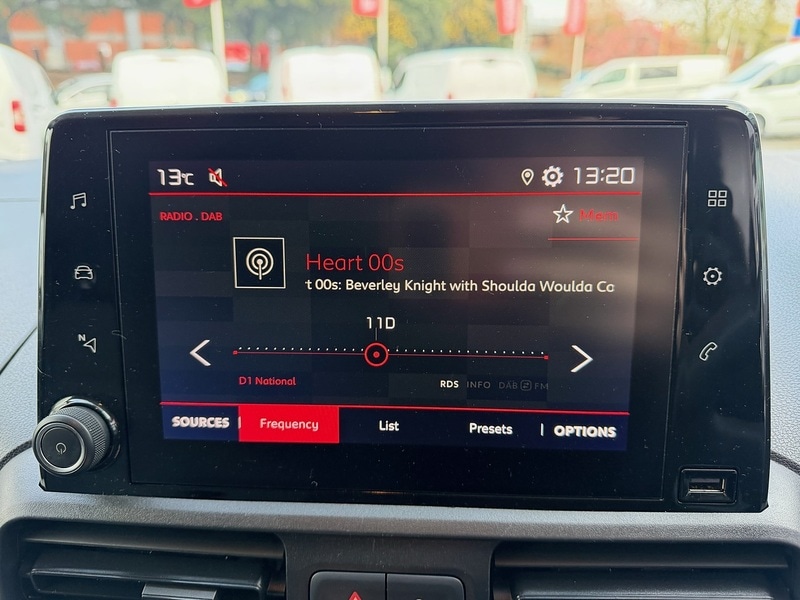 13°C 13:20
RADIO . DAB
Heart 00s
t 00s: Beverley Knight with Shoulda Woulda Co
11D
D1 National RDS INFO DAB FM
SOURCES Frequency List Presets OPTIONS
N